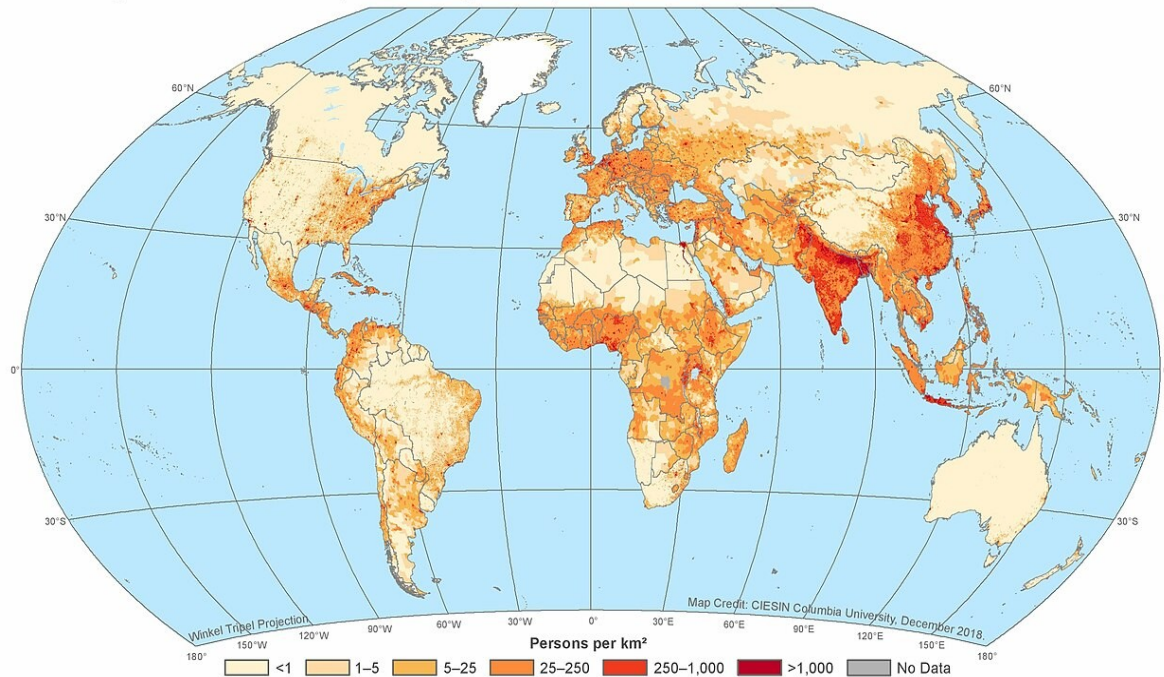 60°N
60°N
30°N
30°N
0°
30°S
30°S
Winkel Tripel Projection
Map Credit: CIESIN Columbia University, December 2018.
180°
150°W
120°W
90°W
60°W
30°W
0°
30°E
60°E
90°E
120°E
150°E
180°
Persons per km²
<1
1–5
5–25
25–250
250–1,000
>1,000
No Data